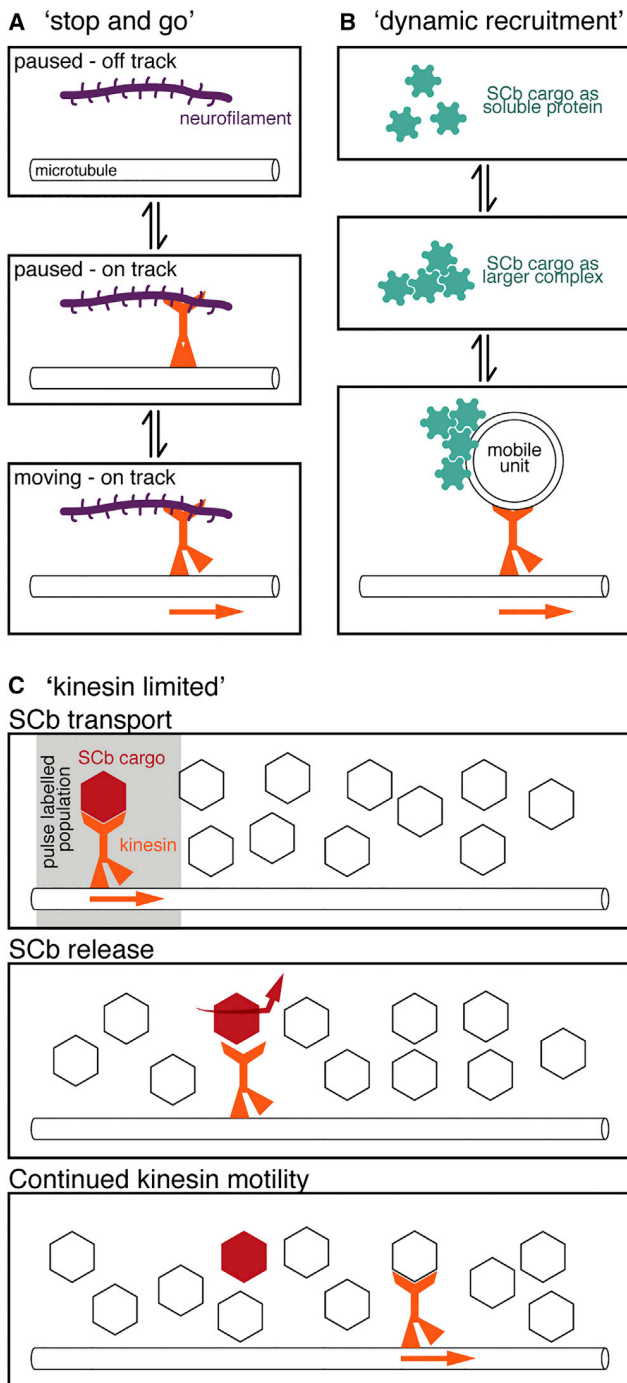 A 'stop and go'
paused - off track
neurofilament
microtubule
paused - on track
moving - on track
B 'dynamic recruitment'
SCb cargo as
soluble protein
SCb cargo as
larger complex
mobile
unit
C 'kinesin limited'
SCb transport
pulse labelled
population
SCb cargo
kinesin
SCb release
Continued kinesin motility